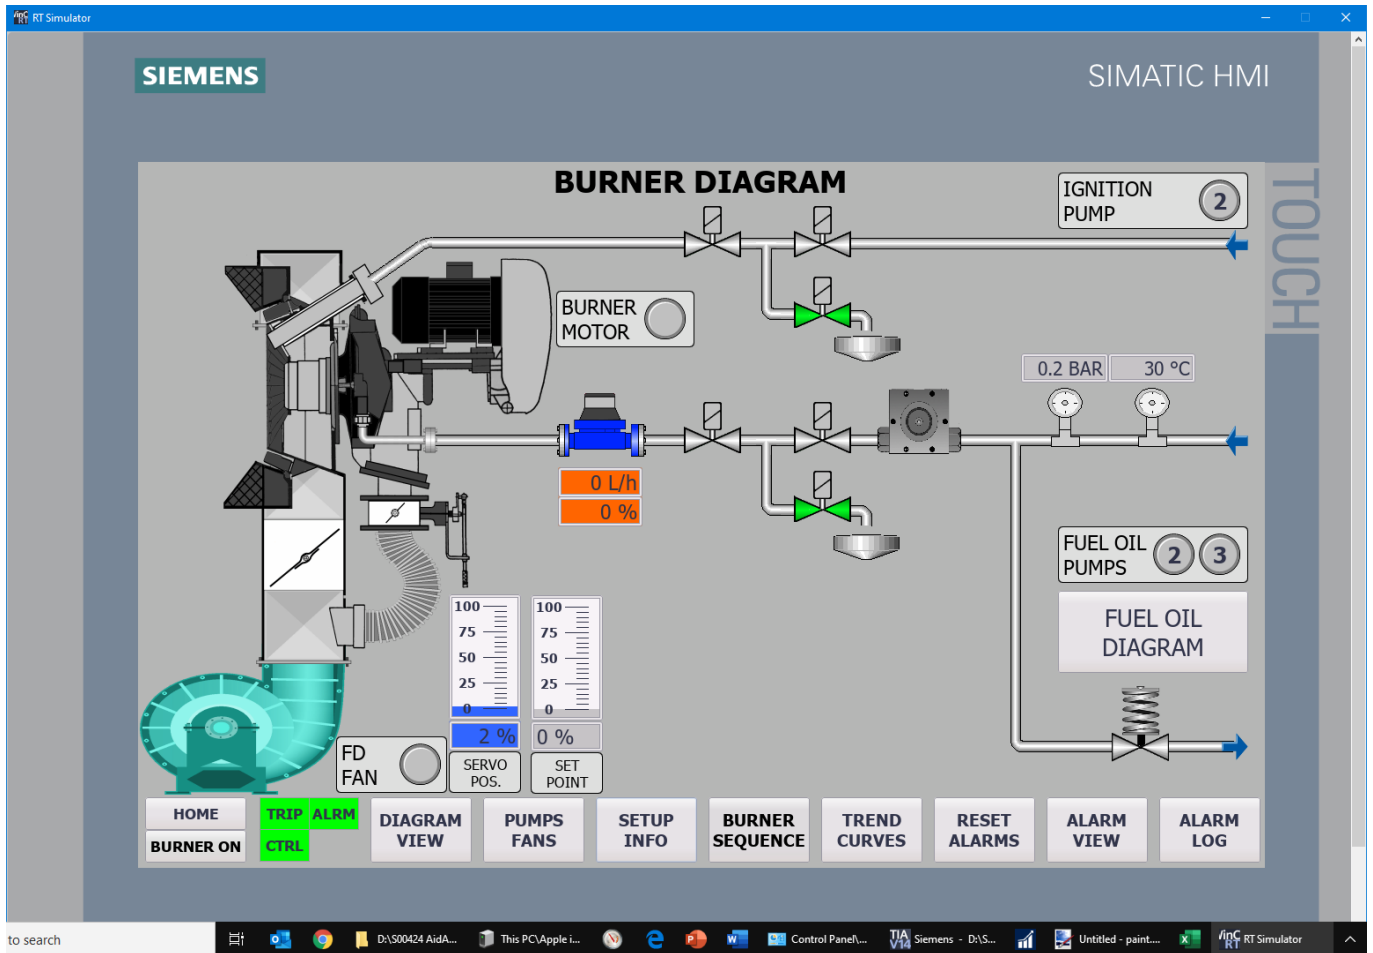 RT Simulator
SIEMENS
SIMATIC HMI
TOUCH
BURNER DIAGRAM
IGNITION
PUMP
2
BURNER
MOTOR
0.2 BAR
30 °C
0 L/h
0 %
FUEL OIL
PUMPS
2
3
FUEL OIL
DIAGRAM
100
75
50
25
0
100
75
50
25
0
2 %
0 %
FD
FAN
SERVO
POS.
SET
POINT
HOME
BURNER ON
TRIP ALRM
CTRL
DIAGRAM
VIEW
PUMPS
FANS
SETUP
INFO
BURNER
SEQUENCE
TREND
CURVES
RESET
ALARMS
ALARM
VIEW
ALARM
LOG
to search
D:\S00424 AidA...
This PC\Apple i...
Control Panel\...
TIA
V14
Siemens - D:\S...
Untitled - paint....
RT Simulator